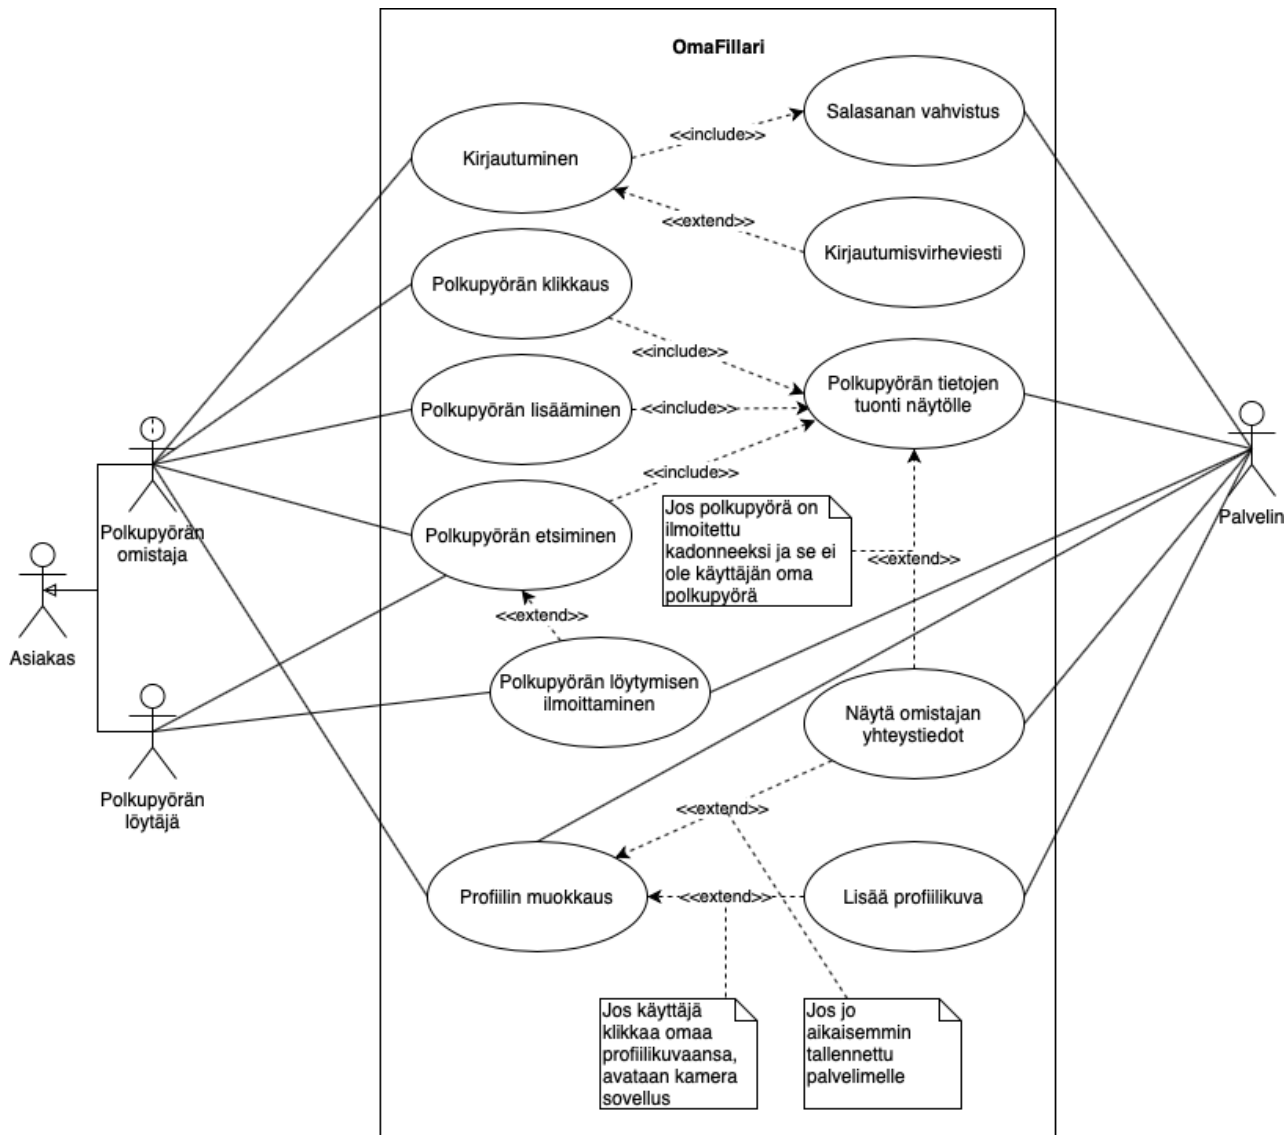 OmaFillari
Salasanan vahvistus
<<include>>
Kirjautuminen
<<extend>>
Kirjautumisvirheviesti
Polkupyörän klikkaus
<<include>>
Polkupyörän tietojen
tuonti näytölle
Polkupyörän lisääminen
<<include>>
<<include>>
Polkupyörän
omistaja
Polkupyörän etsiminen
Jos polkupyörä on
ilmoitettu
kadonneeksi ja se ei
ole käyttäjän oma
polkupyörä
<<extend>>
Palvelin
<<extend>>
Asiakas
Polkupyörän löytymisen
ilmoittaminen
Näytä omistajan
yhteystiedot
Polkupyörän
löytäjä
<<extend>>
Profiilin muokkaus
<<extend>>
Lisää profiilikuva
Jos käyttäjä
klikkaa omaa
profiilikuvaansa,
avataan kamera
sovellus
Jos jo
aikaisemmin
tallennettu
palvelimelle